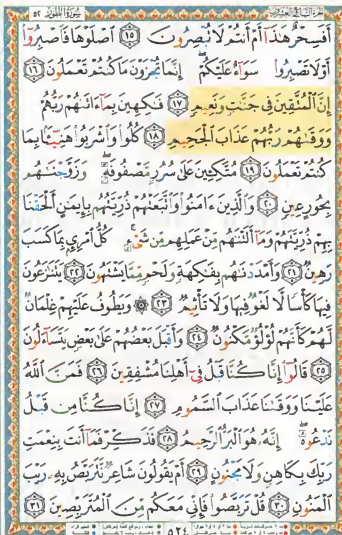 سورة الطور ٥٢
أَفَسِحْرٌ هَٰذَآ أَمْ أَنتُمْ لَا تُبْصِرُونَ ١٥ ٱصْلَوْهَا فَٱصْبِرُوٓا۟
أَوْ لَا تَصْبِرُوا۟ سَوَآءٌ عَلَيْكُمْ ۖ إِنَّمَا تُجْزَوْنَ مَا كُنتُمْ تَعْمَلُونَ ١٦
إِنَّ ٱلْمُتَّقِينَ فِى جَنَّٰتٍ وَنَعِيمٍ ١٧ فَٰكِهِينَ بِمَآ ءَاتَىٰهُمْ رَبُّهُمْ
وَوَقَىٰهُمْ رَبُّهُمْ عَذَابَ ٱلْجَحِيمِ ١٨ كُلُوا۟ وَٱشْرَبُوا۟ هَنِيٓـًٔۢا بِمَا
كُنتُمْ تَعْمَلُونَ ١٩ مُتَّكِـِٔينَ عَلَىٰ سُرُرٍ مَّصْفُوفَةٍ ۖ وَزَوَّجْنَٰهُم
بِحُورٍ عِينٍ ٢٠ وَٱلَّذِينَ ءَامَنُوا۟ وَٱتَّبَعَتْهُمْ ذُرِّيَّتُهُم بِإِيمَٰنٍ أَلْحَقْنَا
بِهِمْ ذُرِّيَّتَهُمْ وَمَآ أَلَتْنَٰهُم مِّنْ عَمَلِهِم مِّن شَىْءٍ ۚ كُلُّ ٱمْرِئٍۭ بِمَا كَسَبَ
رَهِينٌ ٢١ وَأَمْدَدْنَٰهُم بِفَٰكِهَةٍ وَلَحْمٍ مِّمَّا يَشْتَهُونَ ٢٢ يَتَنَٰزَعُونَ
فِيهَا كَأْسًا لَّا لَغْوٌ فِيهَا وَلَا تَأْثِيمٌ ٢٣ ۞ وَيَطُوفُ عَلَيْهِمْ غِلْمَانٌ
لَّهُمْ كَأَنَّهُمْ لُؤْلُؤٌ مَّكْنُونٌ ٢٤ وَأَقْبَلَ بَعْضُهُمْ عَلَىٰ بَعْضٍ يَتَسَآءَلُونَ
٢٥ قَالُوٓا۟ إِنَّا كُنَّا قَبْلُ فِىٓ أَهْلِنَا مُشْفِقِينَ ٢٦ فَمَنَّ ٱللَّهُ
عَلَيْنَا وَوَقَىٰنَا عَذَابَ ٱلسَّمُومِ ٢٧ إِنَّا كُنَّا مِن قَبْلُ
نَدْعُوهُ ۖ إِنَّهُۥ هُوَ ٱلْبَرُّ ٱلرَّحِيمُ ٢٨ فَذَكِّرْ فَمَآ أَنتَ بِنِعْمَتِ
رَبِّكَ بِكَاهِنٍ وَلَا مَجْنُونٍ ٢٩ أَمْ يَقُولُونَ شَاعِرٌ نَّتَرَبَّصُ بِهِۦ رَيْبَ
ٱلْمَنُونِ ٣٠ قُلْ تَرَبَّصُوا۟ فَإِنِّى مَعَكُم مِّنَ ٱلْمُتَرَبِّصِينَ ٣١
٥٢٤